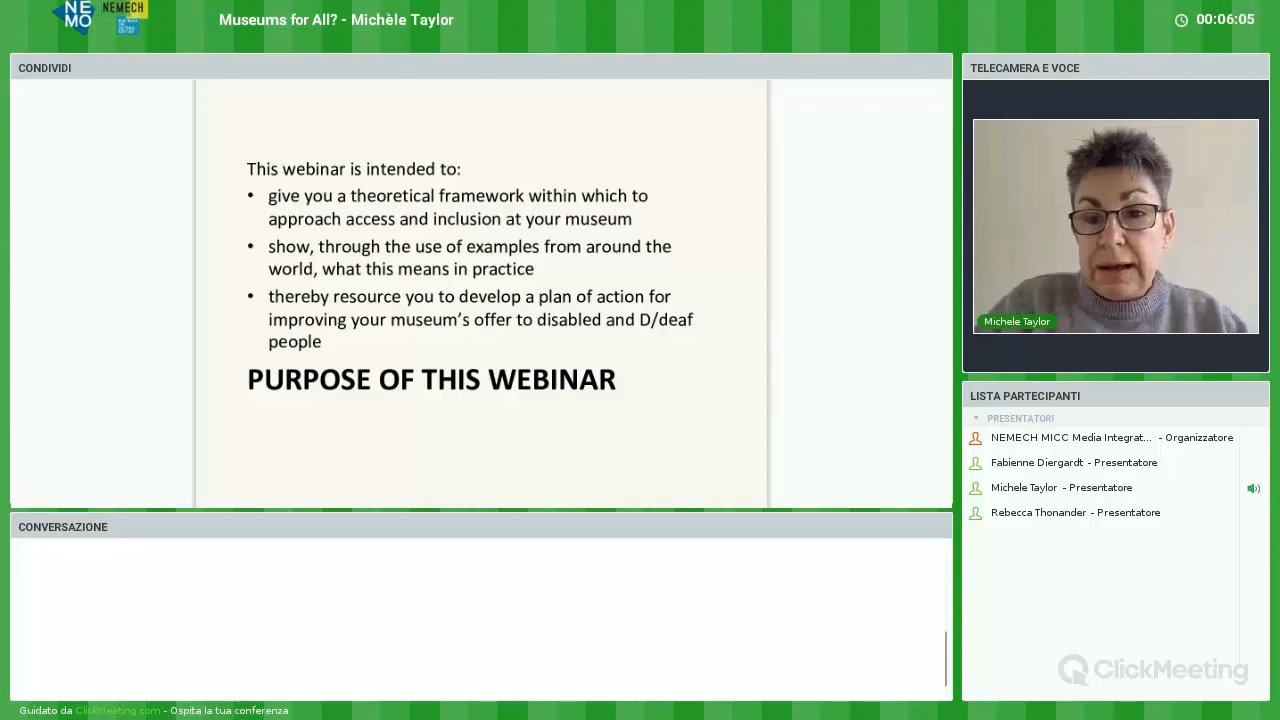 NE
MO
NEMECH
Museums for All? - Michèle Taylor
00:06:05
CONDIVIDI
This webinar is intended to:
• give you a theoretical framework within which to
approach access and inclusion at your museum
• show, through the use of examples from around the
world, what this means in practice
• thereby resource you to develop a plan of action for
improving your museum's offer to disabled and D/deaf
people
PURPOSE OF THIS WEBINAR
CONVERSAZIONE
TELECAMERA E VOCE
Michele Taylor
LISTA PARTECIPANTI
PRESENTATORI
NEMECH MICC Media Integrat... - Organizzatore
Fabienne Diergardt - Presentatore
Michele Taylor - Presentatore
Rebecca Thonander - Presentatore
ClickMeeting
Guidato da ClickMeeting.com - Ospita la tua conferenza